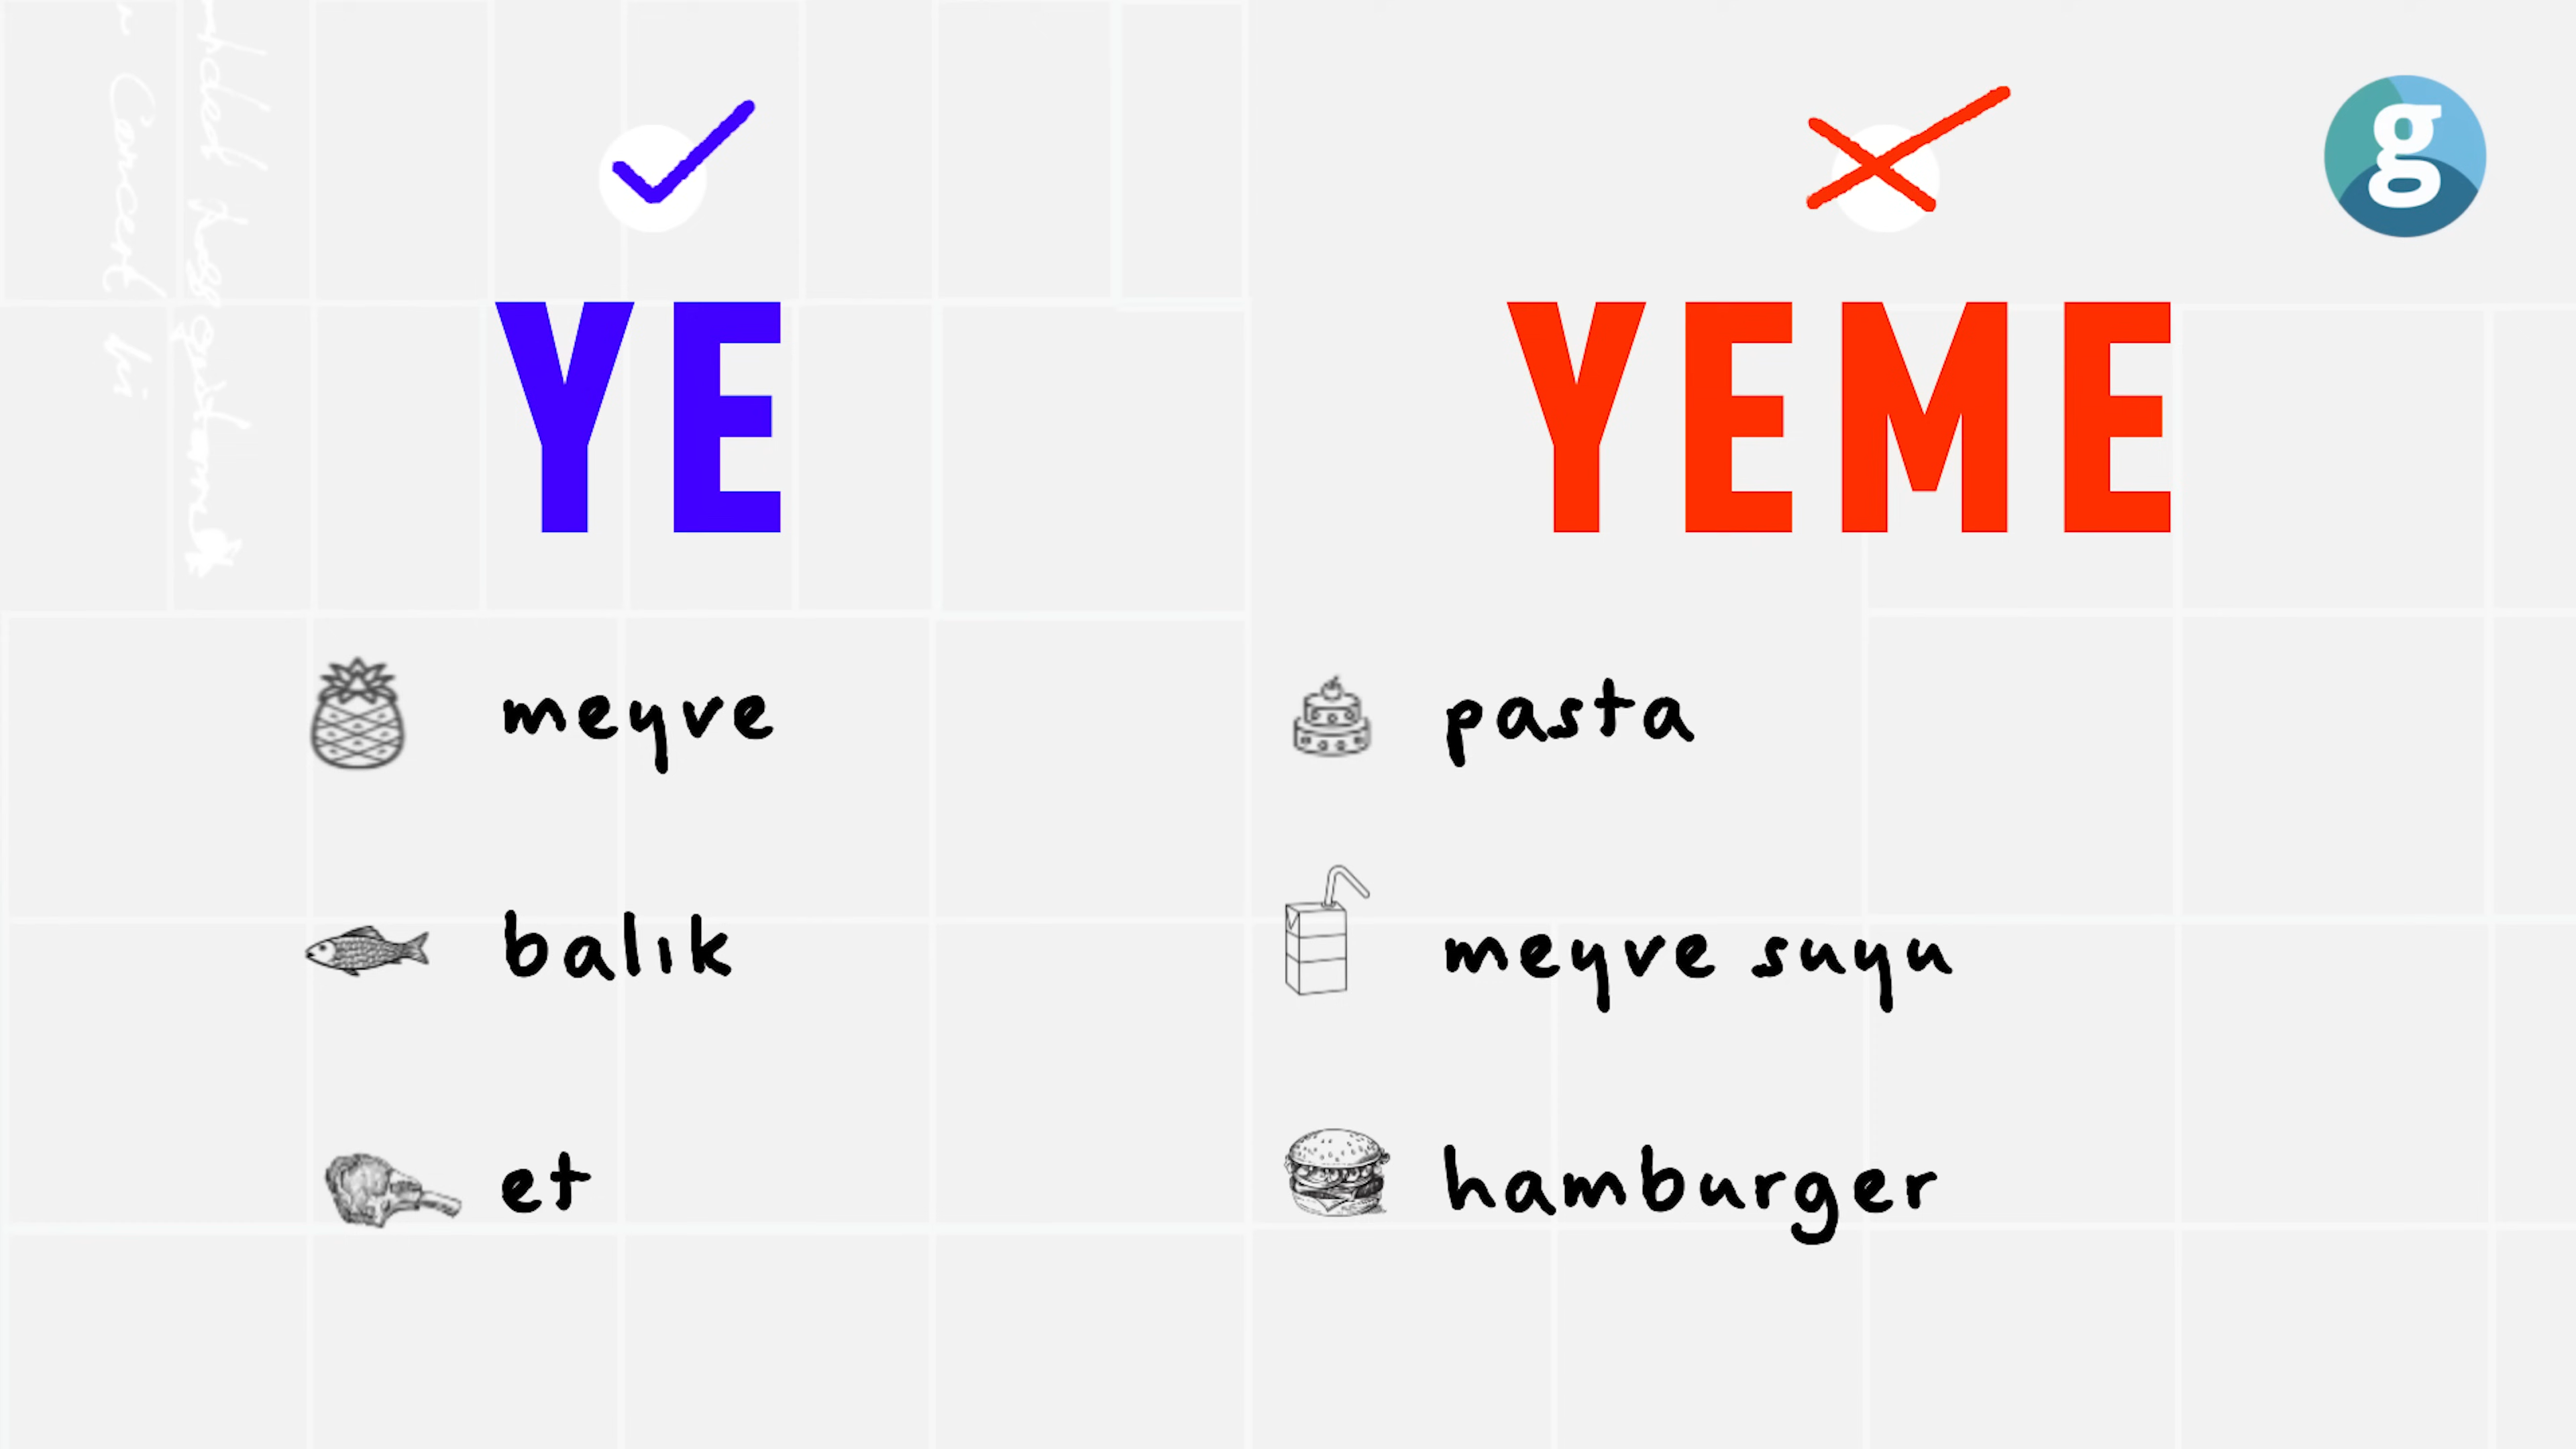 g
YE
meyve
balık
et
YEME
pasta
meyve suyu
hamburger